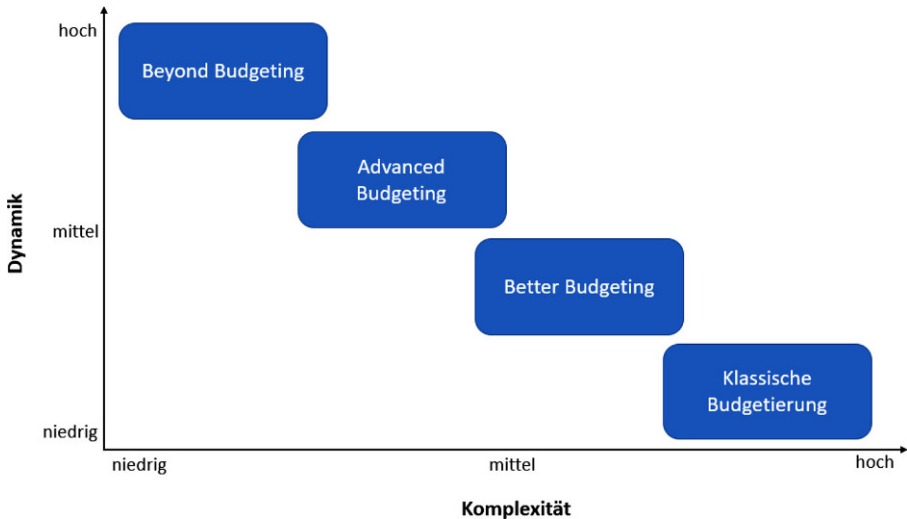 hoch
Beyond Budgeting
Advanced
Budgeting
Dynamik
mittel
Better Budgeting
Klassische
Budgetierung
niedrig
niedrig
mittel
hoch
Komplexität